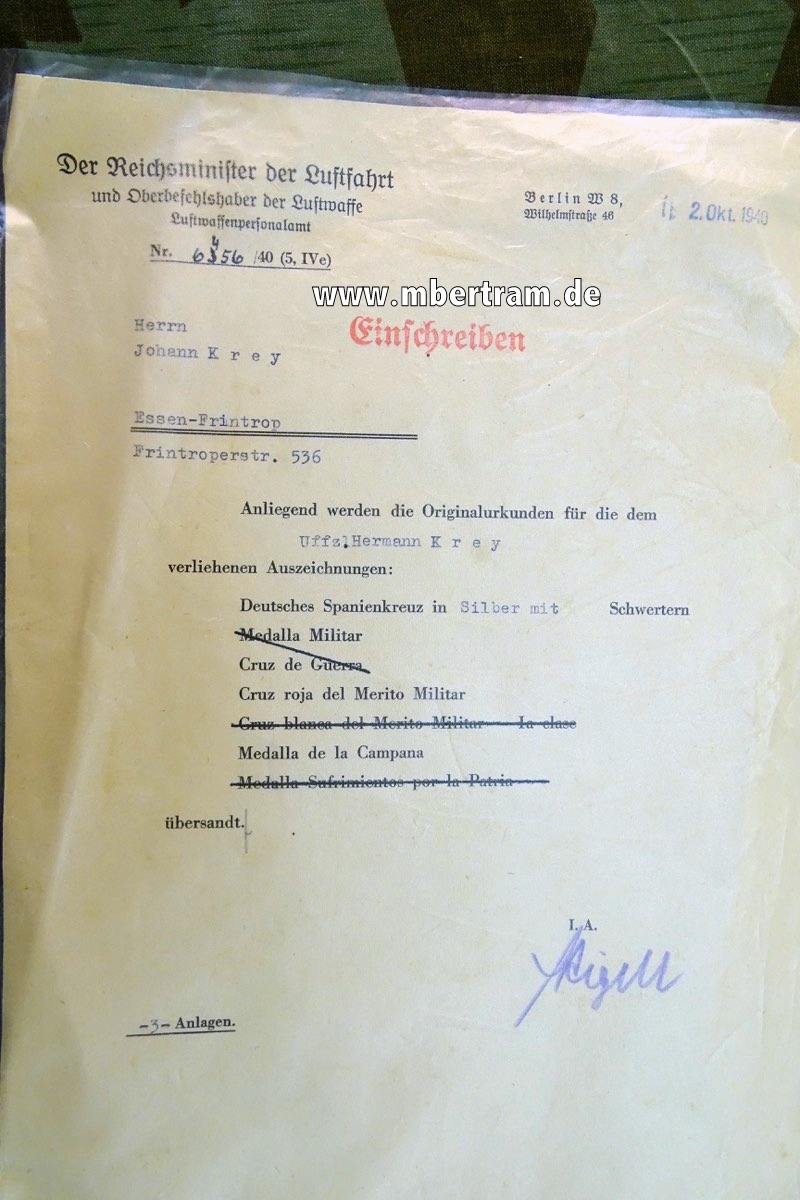 Der Reichsminister der Luftfahrt
und Oberbefehlshaber der Luftwaffe
Luftwaffenpersonalamt
Berlin W 8,
Wilhelmstraße 46
2. Okt. 1940
Nr. 6456 /40 (5, IVe)
www.mbertram.de
Herrn
Johann K r e y
Einschreiben
Essen-Frintrop
Frintroperstr. 536
Anliegend werden die Originalurkunden für die dem
Uffz.Hermann K r e y
verliehenen Auszeichnungen:
Deutsches Spanienkreuz in Silber mit Schwertern
Medalla Militar
Cruz de Guerra
Cruz roja del Merito Militar
Cruz blanca del Merito Militar Ia clase
Medalla de la Campana
Medalla Sufrimientos por la Patria
übersandt.
I. A.
-3- Anlagen.